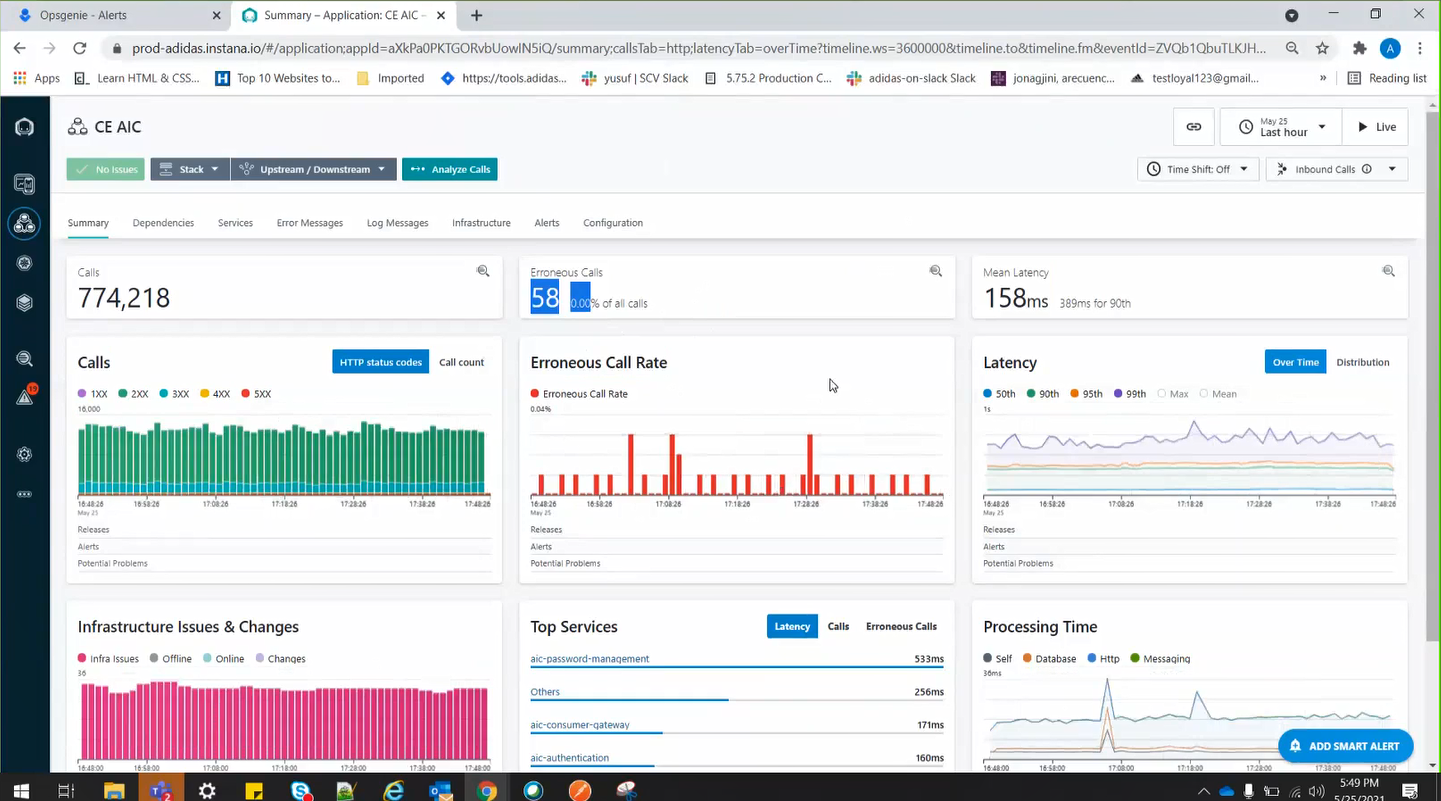 Opsgenie - Alerts
Summary – Application: CE AIC –
prod-adidas.instana.io/#/application;appId=aXkPa0PKTGORvbUowIN5iQ/summary;callsTab=http;latencyTab=overTime?timeline.ws=3600000&timeline.to&timeline.fm&eventId=ZVQb1QbuTLKJH...
Apps Learn HTML & CSS... Top 10 Websites to... Imported https://tools.adidas... yusuf | SCV Slack 5.75.2 Production C... adidas-on-slack Slack jonagjini, arecuenc... testloyal123@gmail... » Reading list
A
CE AIC
May 25
Last hour
Live
No Issues Stack Upstream / Downstream Analyze Calls
Time Shift: Off Inbound Calls
Summary Dependencies Services Error Messages Log Messages Infrastructure Alerts Configuration
Calls
774,218
Erroneous Calls
58 0.00% of all calls
Mean Latency
158ms 389ms for 90th
Calls HTTP status codes Call count
1XX 2XX 3XX 4XX 5XX
16,000
16:48:26 16:58:26 17:08:26 17:18:26 17:28:26 17:38:26 17:48:26
May 25
Releases
Alerts
Potential Problems
Erroneous Call Rate
Erroneous Call Rate
0.04%
16:48:26 16:58:26 17:08:26 17:18:26 17:28:26 17:38:26 17:48:26
May 25
Releases
Alerts
Potential Problems
Latency Over Time Distribution
50th 90th 95th 99th Max Mean
1s
16:48:26 16:58:26 17:08:26 17:18:26 17:28:26 17:38:26 17:48:26
May 25
Releases
Alerts
Potential Problems
19
Infrastructure Issues & Changes
Infra Issues Offline Online Changes
36
16:48:00 16:58:00 17:08:00 17:18:00 17:28:00 17:38:00 17:48:00
Top Services Latency Calls Erroneous Calls
aic-password-management 533ms
Others 256ms
aic-consumer-gateway 171ms
aic-authentication 160ms
Processing Time
Self Database Http Messaging
36ms
16:48:26 16:58:26 17:08:26 17:18:26 17:28:26 17:38:26 17:48:26
ADD SMART ALERT
5:49 PM
5/25/2021